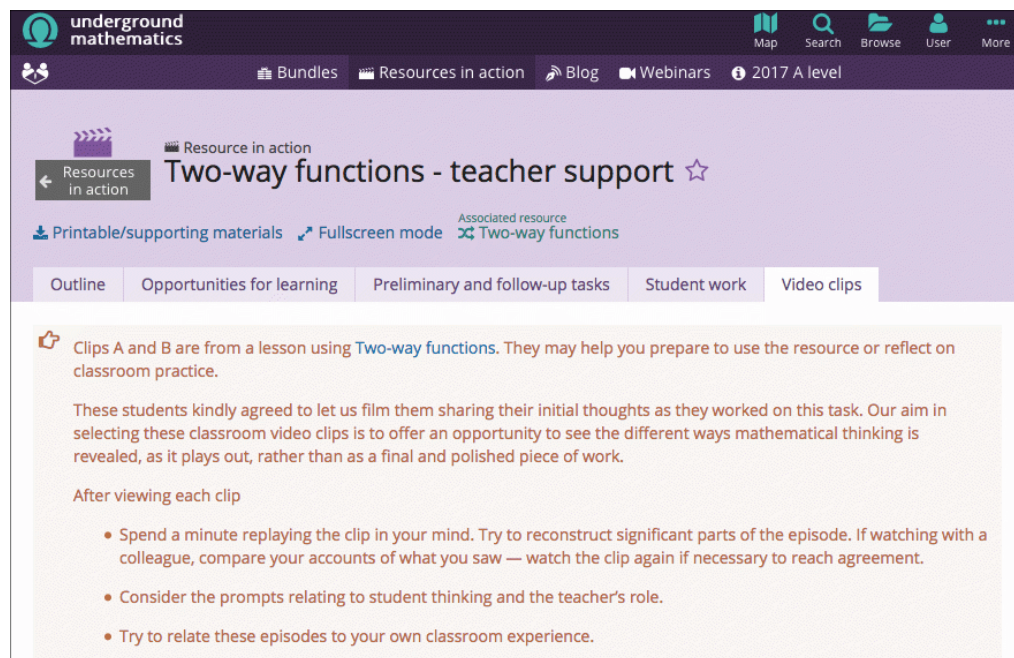 underground
mathematics
Map
Search
Browse
User
More
Bundles
Resources in action
Blog
Webinars
2017 A level
Resources
in action
Resource in action
Two-way functions - teacher support
Printable/supporting materials
Fullscreen mode
Associated resource
Two-way functions
Outline
Opportunities for learning
Preliminary and follow-up tasks
Student work
Video clips
Clips A and B are from a lesson using Two-way functions. They may help you prepare to use the resource or reflect on
classroom practice.
These students kindly agreed to let us film them sharing their initial thoughts as they worked on this task. Our aim in
selecting these classroom video clips is to offer an opportunity to see the different ways mathematical thinking is
revealed, as it plays out, rather than as a final and polished piece of work.
After viewing each clip
• Spend a minute replaying the clip in your mind. Try to reconstruct significant parts of the episode. If watching with a
colleague, compare your accounts of what you saw — watch the clip again if necessary to reach agreement.
• Consider the prompts relating to student thinking and the teacher's role.
• Try to relate these episodes to your own classroom experience.